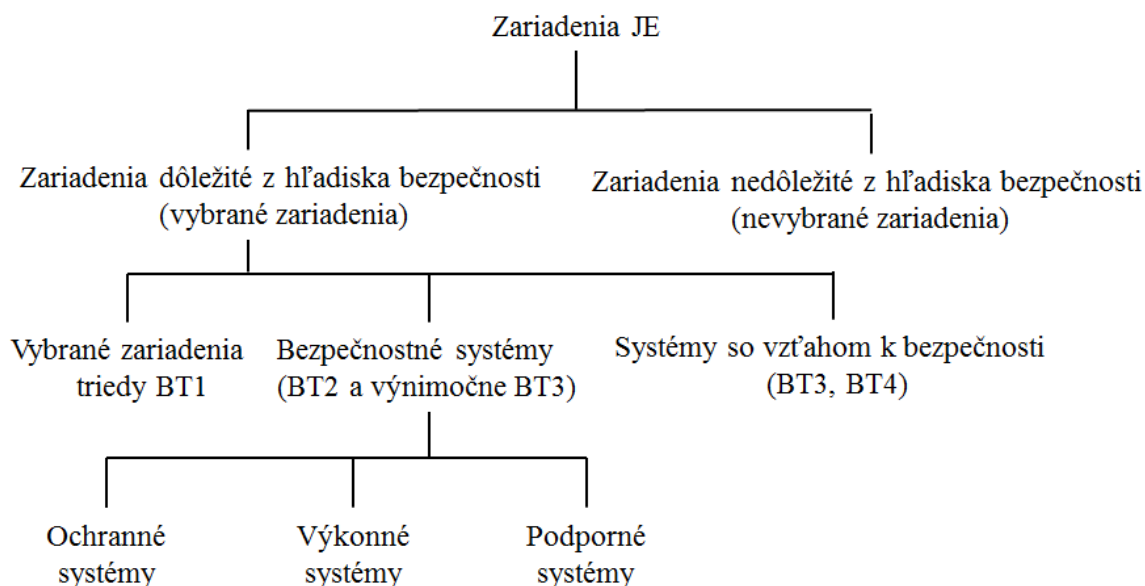 Zariadenia JE
Zariadenia dôležité z hľadiska bezpečnosti
(vybrané zariadenia)
Zariadenia nedôležité z hľadiska bezpečnosti
(nevybrané zariadenia)
Vybrané zariadenia
triedy BT1
Bezpečnostné systémy
(BT2 a výnimočne BT3)
Systémy so vzťahom k bezpečnosti
(BT3, BT4)
Ochranné
systémy
Výkonné
systémy
Podporné
systémy